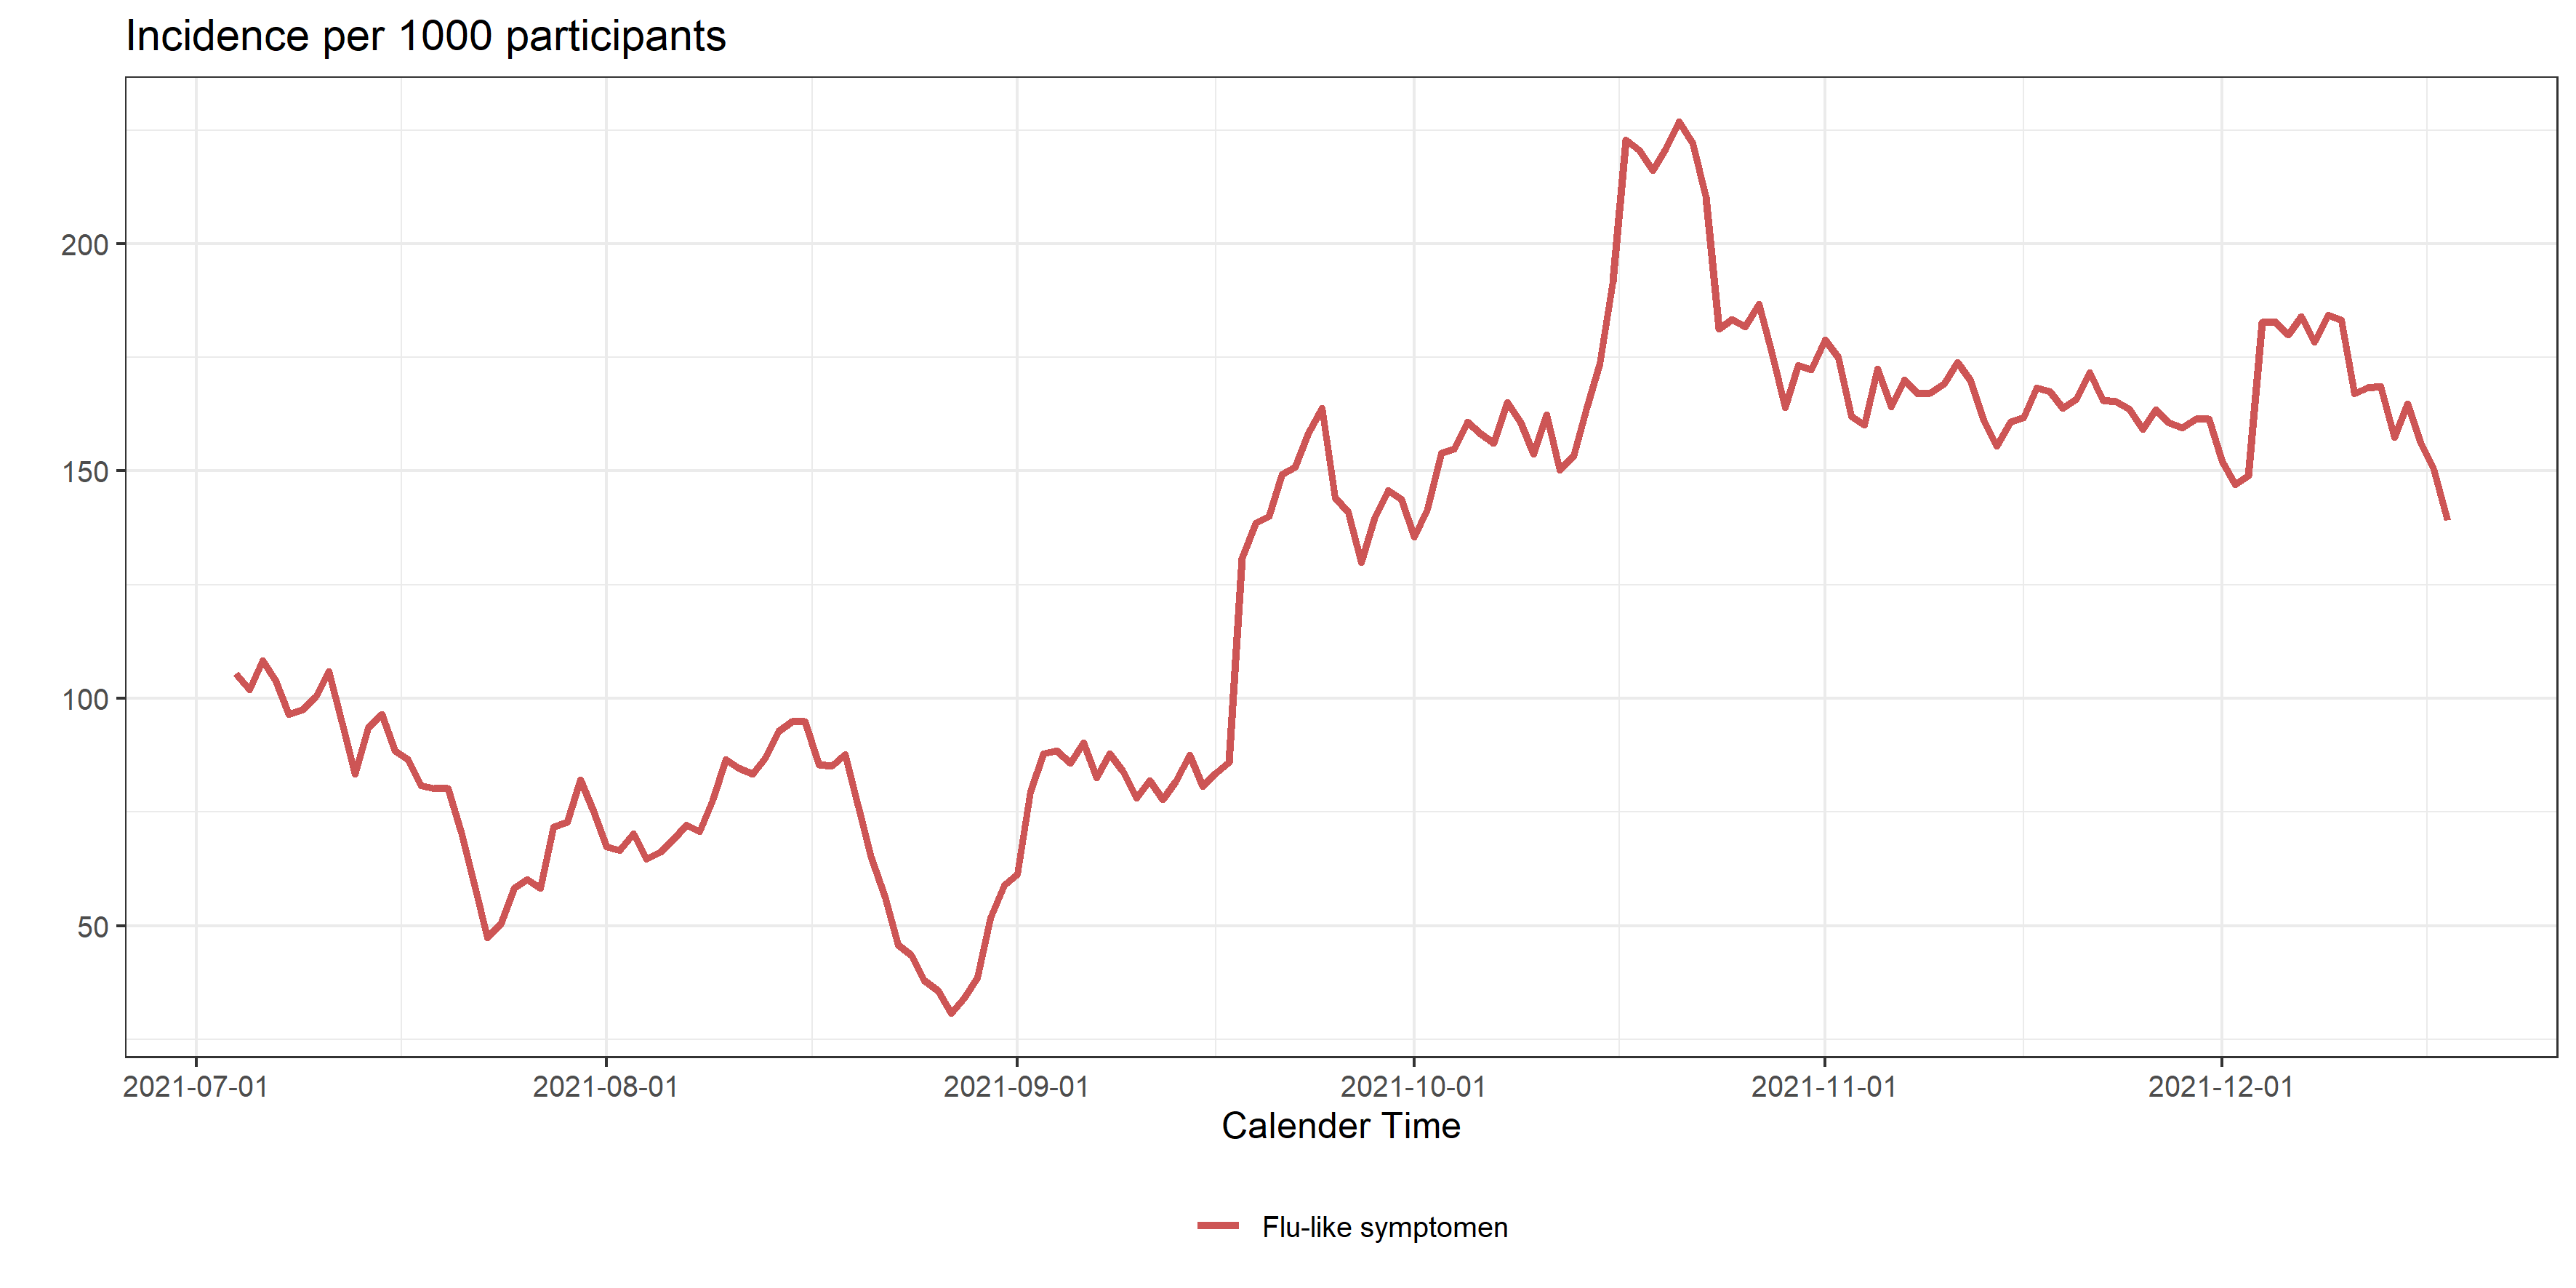 Incidence per 1000 participants
200
150
100
50
2021-07-01 2021-08-01 2021-09-01 2021-10-01 2021-11-01 2021-12-01
Calender Time
Flu-like symptomen